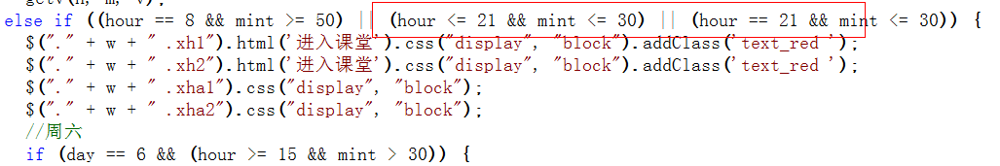 else if ((hour == 8 && mint >= 50) || (hour <= 21 && mint <= 30) || (hour == 21 && mint <= 30)) {
$("." + w + " .xh1").html('进入课堂').css("display", "block").addClass('text_red ');
$("." + w + " .xh2").html('进入课堂').css("display", "block").addClass('text_red ');
$("." + w + " .xha1").css("display", "block");
$("." + w + " .xha2").css("display", "block");
//周六
if (day == 6 && (hour >= 15 && mint > 30)) {